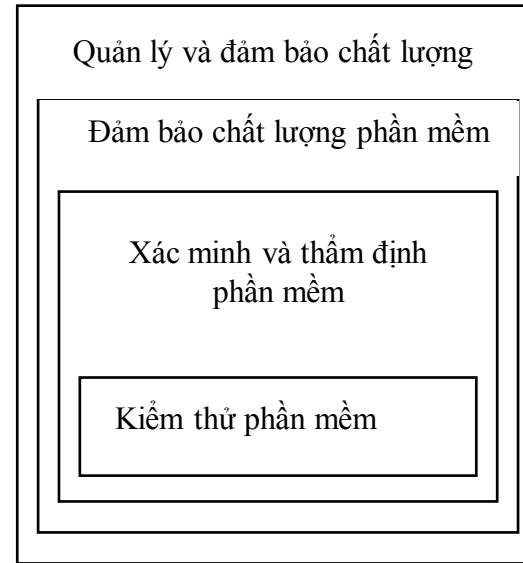 Quản lý và đảm bảo chất lượng
Đảm bảo chất lượng phần mềm
Xác minh và thẩm định
phần mềm
Kiểm thử phần mềm